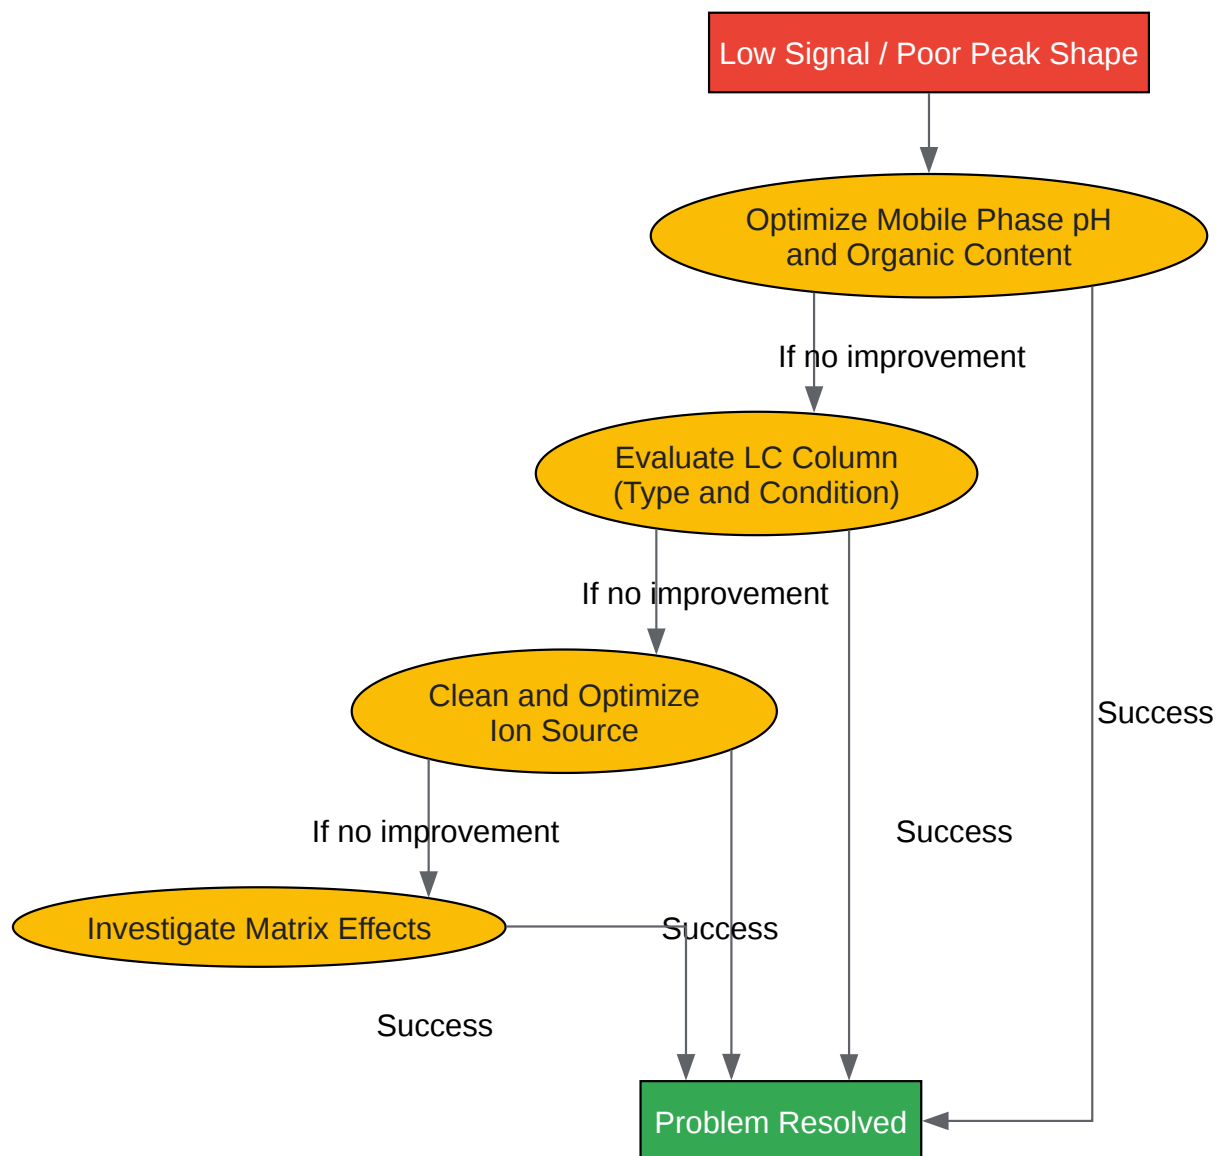 Low Signal / Poor Peak Shape
Optimize Mobile Phase pH
and Organic Content
If no improvement
Evaluate LC Column
(Type and Condition)
If no improvement
Clean and Optimize
Ion Source
Success
If no improvement
Success
Investigate Matrix Effects
Success
Success
Problem Resolved